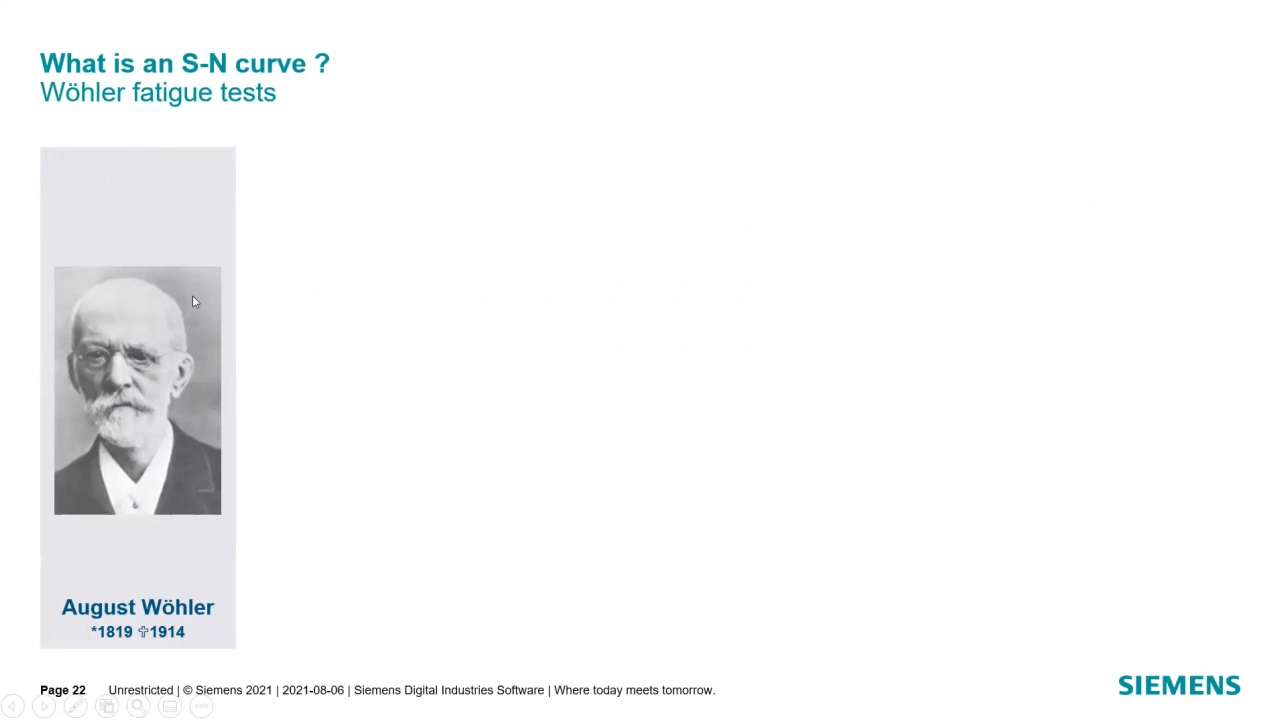 What is an S-N curve ?
Wöhler fatigue tests
August Wöhler
*1819 ✝1914
Page 22 Unrestricted | © Siemens 2021 | 2021-08-06 | Siemens Digital Industries Software | Where today meets tomorrow.
SIEMENS